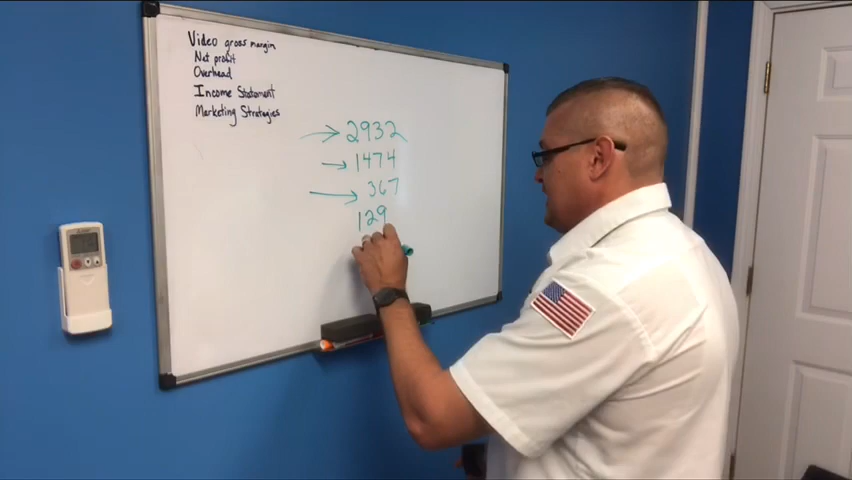 Video gross margin
Net profit
Overhead
Income Statement
Marketing Strategies
2932
1474
367
129